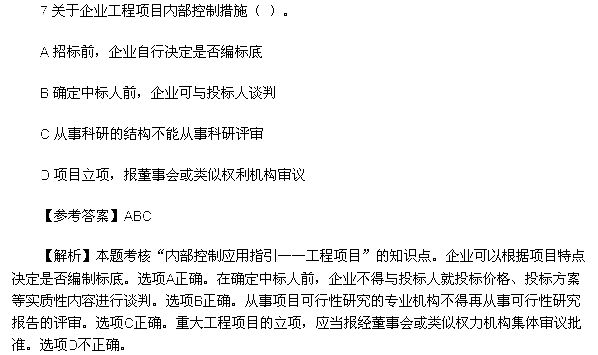 7 关于企业工程项目内部控制措施（ ）。
A 招标前，企业自行决定是否编标底
B 确定中标人前，企业可与投标人谈判
C 从事科研的结构不能从事科研评审
D 项目立项，报董事会或类似权利机构审议
【参考答案】ABC
【解析】本题考核“内部控制应用指引——工程项目”的知识点。企业可以根据项目特点
决定是否编制标底。选项A正确。在确定中标人前，企业不得与投标人就投标价格、投标方案
等实质性内容进行谈判。选项B正确。从事项目可行性研究的专业机构不得再从事可行性研究
报告的评审。选项C正确。重大工程项目的立项，应当报经董事会或类似权力机构集体审议批
准。选项D不正确。